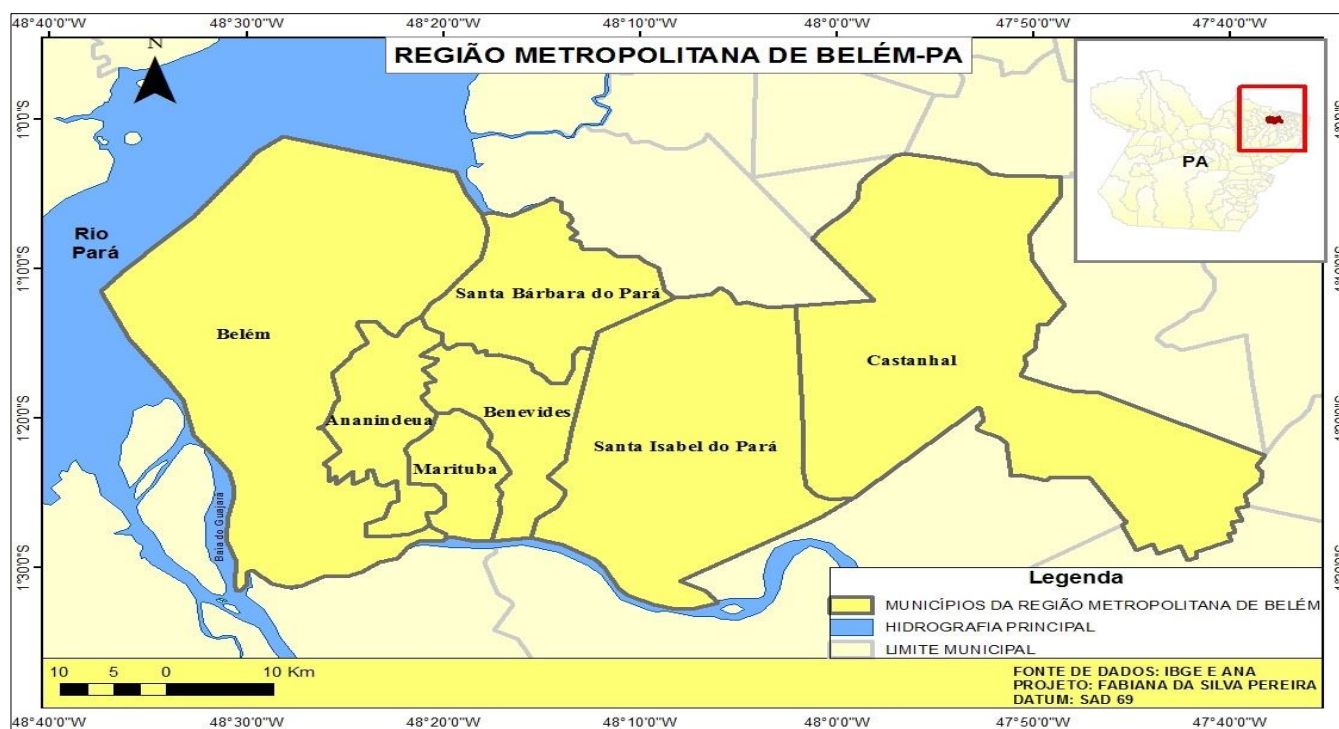 48°40'0"W 48°30'0"W 48°20'0"W 48°10'0"W 48°0'0"W 47°50'0"W 47°40'0"W
N
REGIÃO METROPOLITANA DE BELÉM-PA
PA
1°0'0"S
Rio
Pará
1°10'0"S
Santa Bárbara do Pará
Belém
Castanhal
Ananindeua
Benevides
1°20'0"S
Santa Isabel do Pará
Marituba
Baia do Guajará
1°30'0"S
Legenda
MUNICÍPIOS DA REGIÃO METROPOLITANA DE BELÉM
HIDROGRAFIA PRINCIPAL
LIMITE MUNICIPAL
10 5 0 10 Km
FONTE DE DADOS: IBGE E ANA
PROJETO: FABIANA DA SILVA PEREIRA
DATUM: SAD 69
48°40'0"W 48°30'0"W 48°20'0"W 48°10'0"W 48°0'0"W 47°50'0"W 47°40'0"W